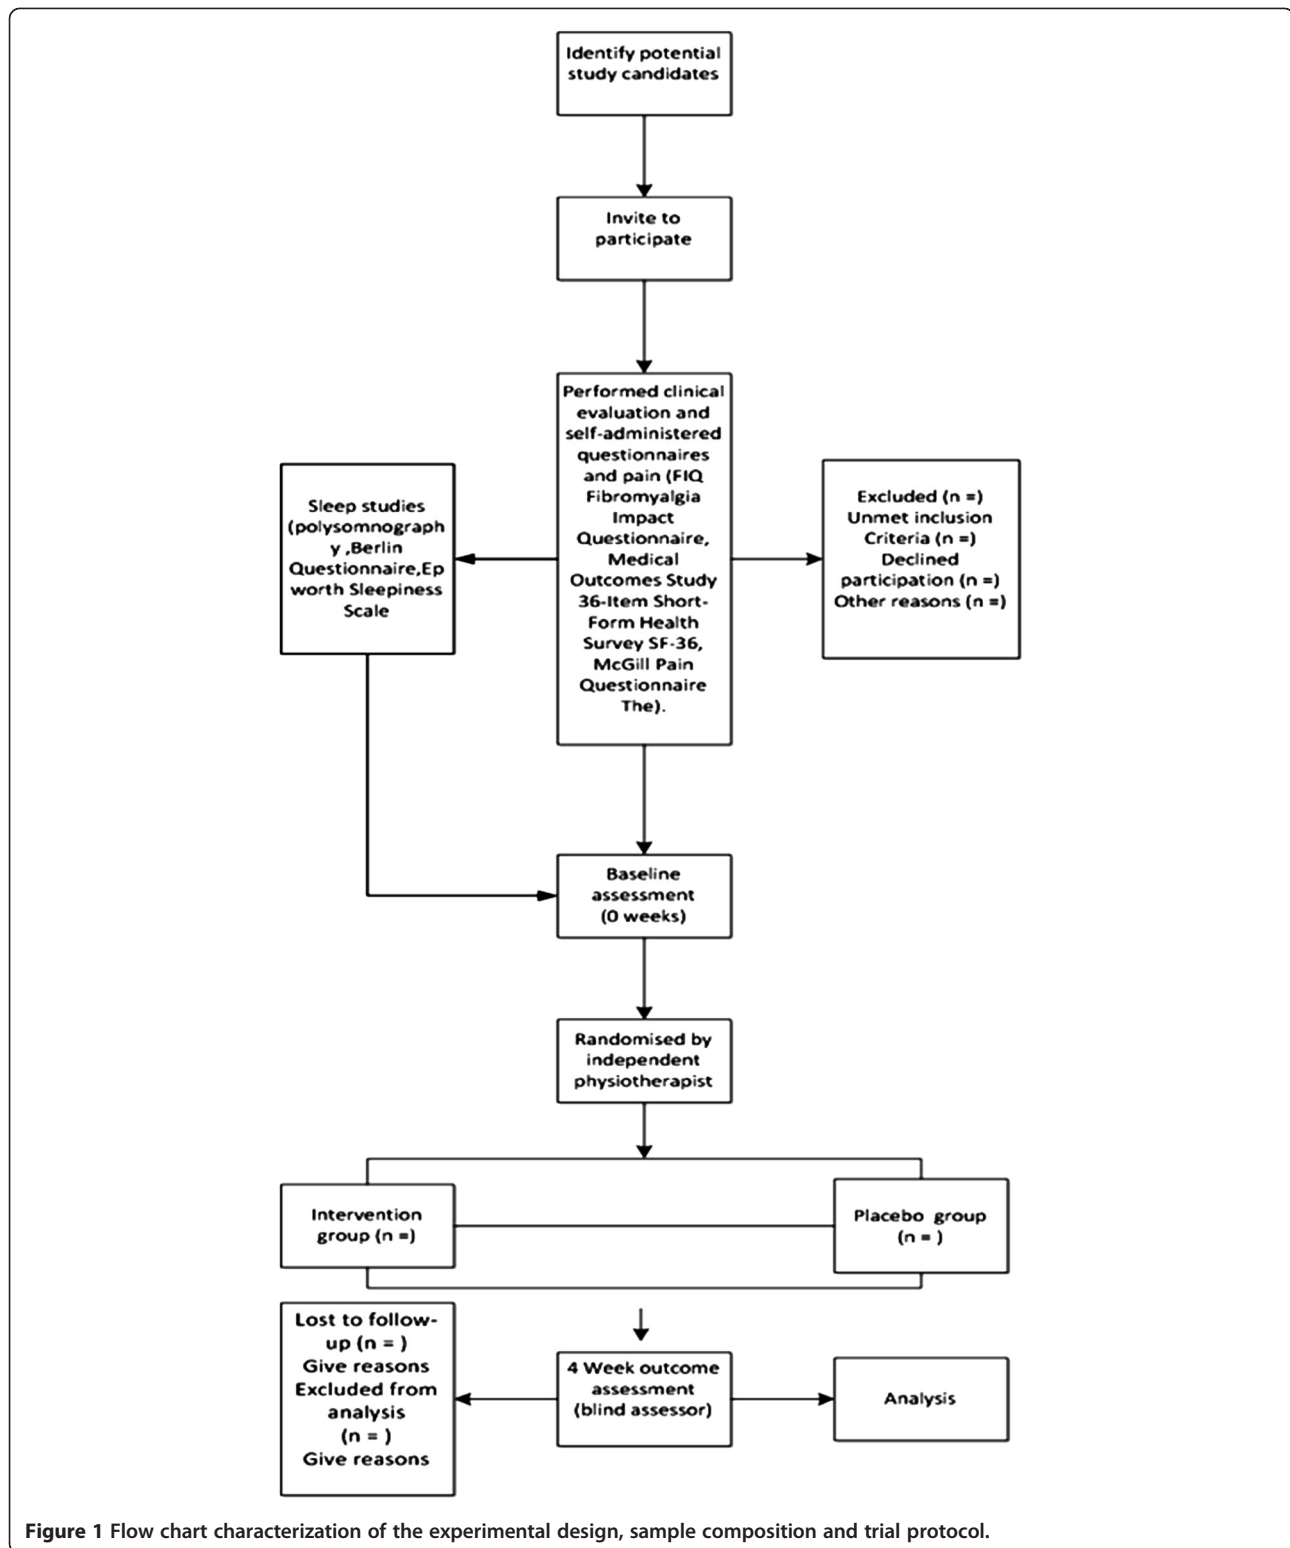 Identify potential
study candidates
Invite to
participate
Performed clinical
evaluation and
self-administered
questionnaires
and pain (FIQ
Fibromyalgia
Impact
Questionnaire,
Medical
Outcomes Study
36-Item Short-
Form Health
Survey SF-36,
McGill Pain
Questionnaire
The).
Sleep studies
(polysomnograph
y ,Berlin
Questionnaire,Ep
worth Sleepiness
Scale
Excluded (n =)
Unmet inclusion
Criteria (n =)
Declined
participation (n =)
Other reasons (n =)
Baseline
assessment
(0 weeks)
Randomised by
independent
physiotherapist
Intervention
group (n =)
Placebo group
(n = )
Lost to follow-
up (n = )
Give reasons
Excluded from
analysis
(n = )
Give reasons
4 Week outcome
assessment
(blind assessor)
Analysis
Figure 1 Flow chart characterization of the experimental design, sample composition and trial protocol.